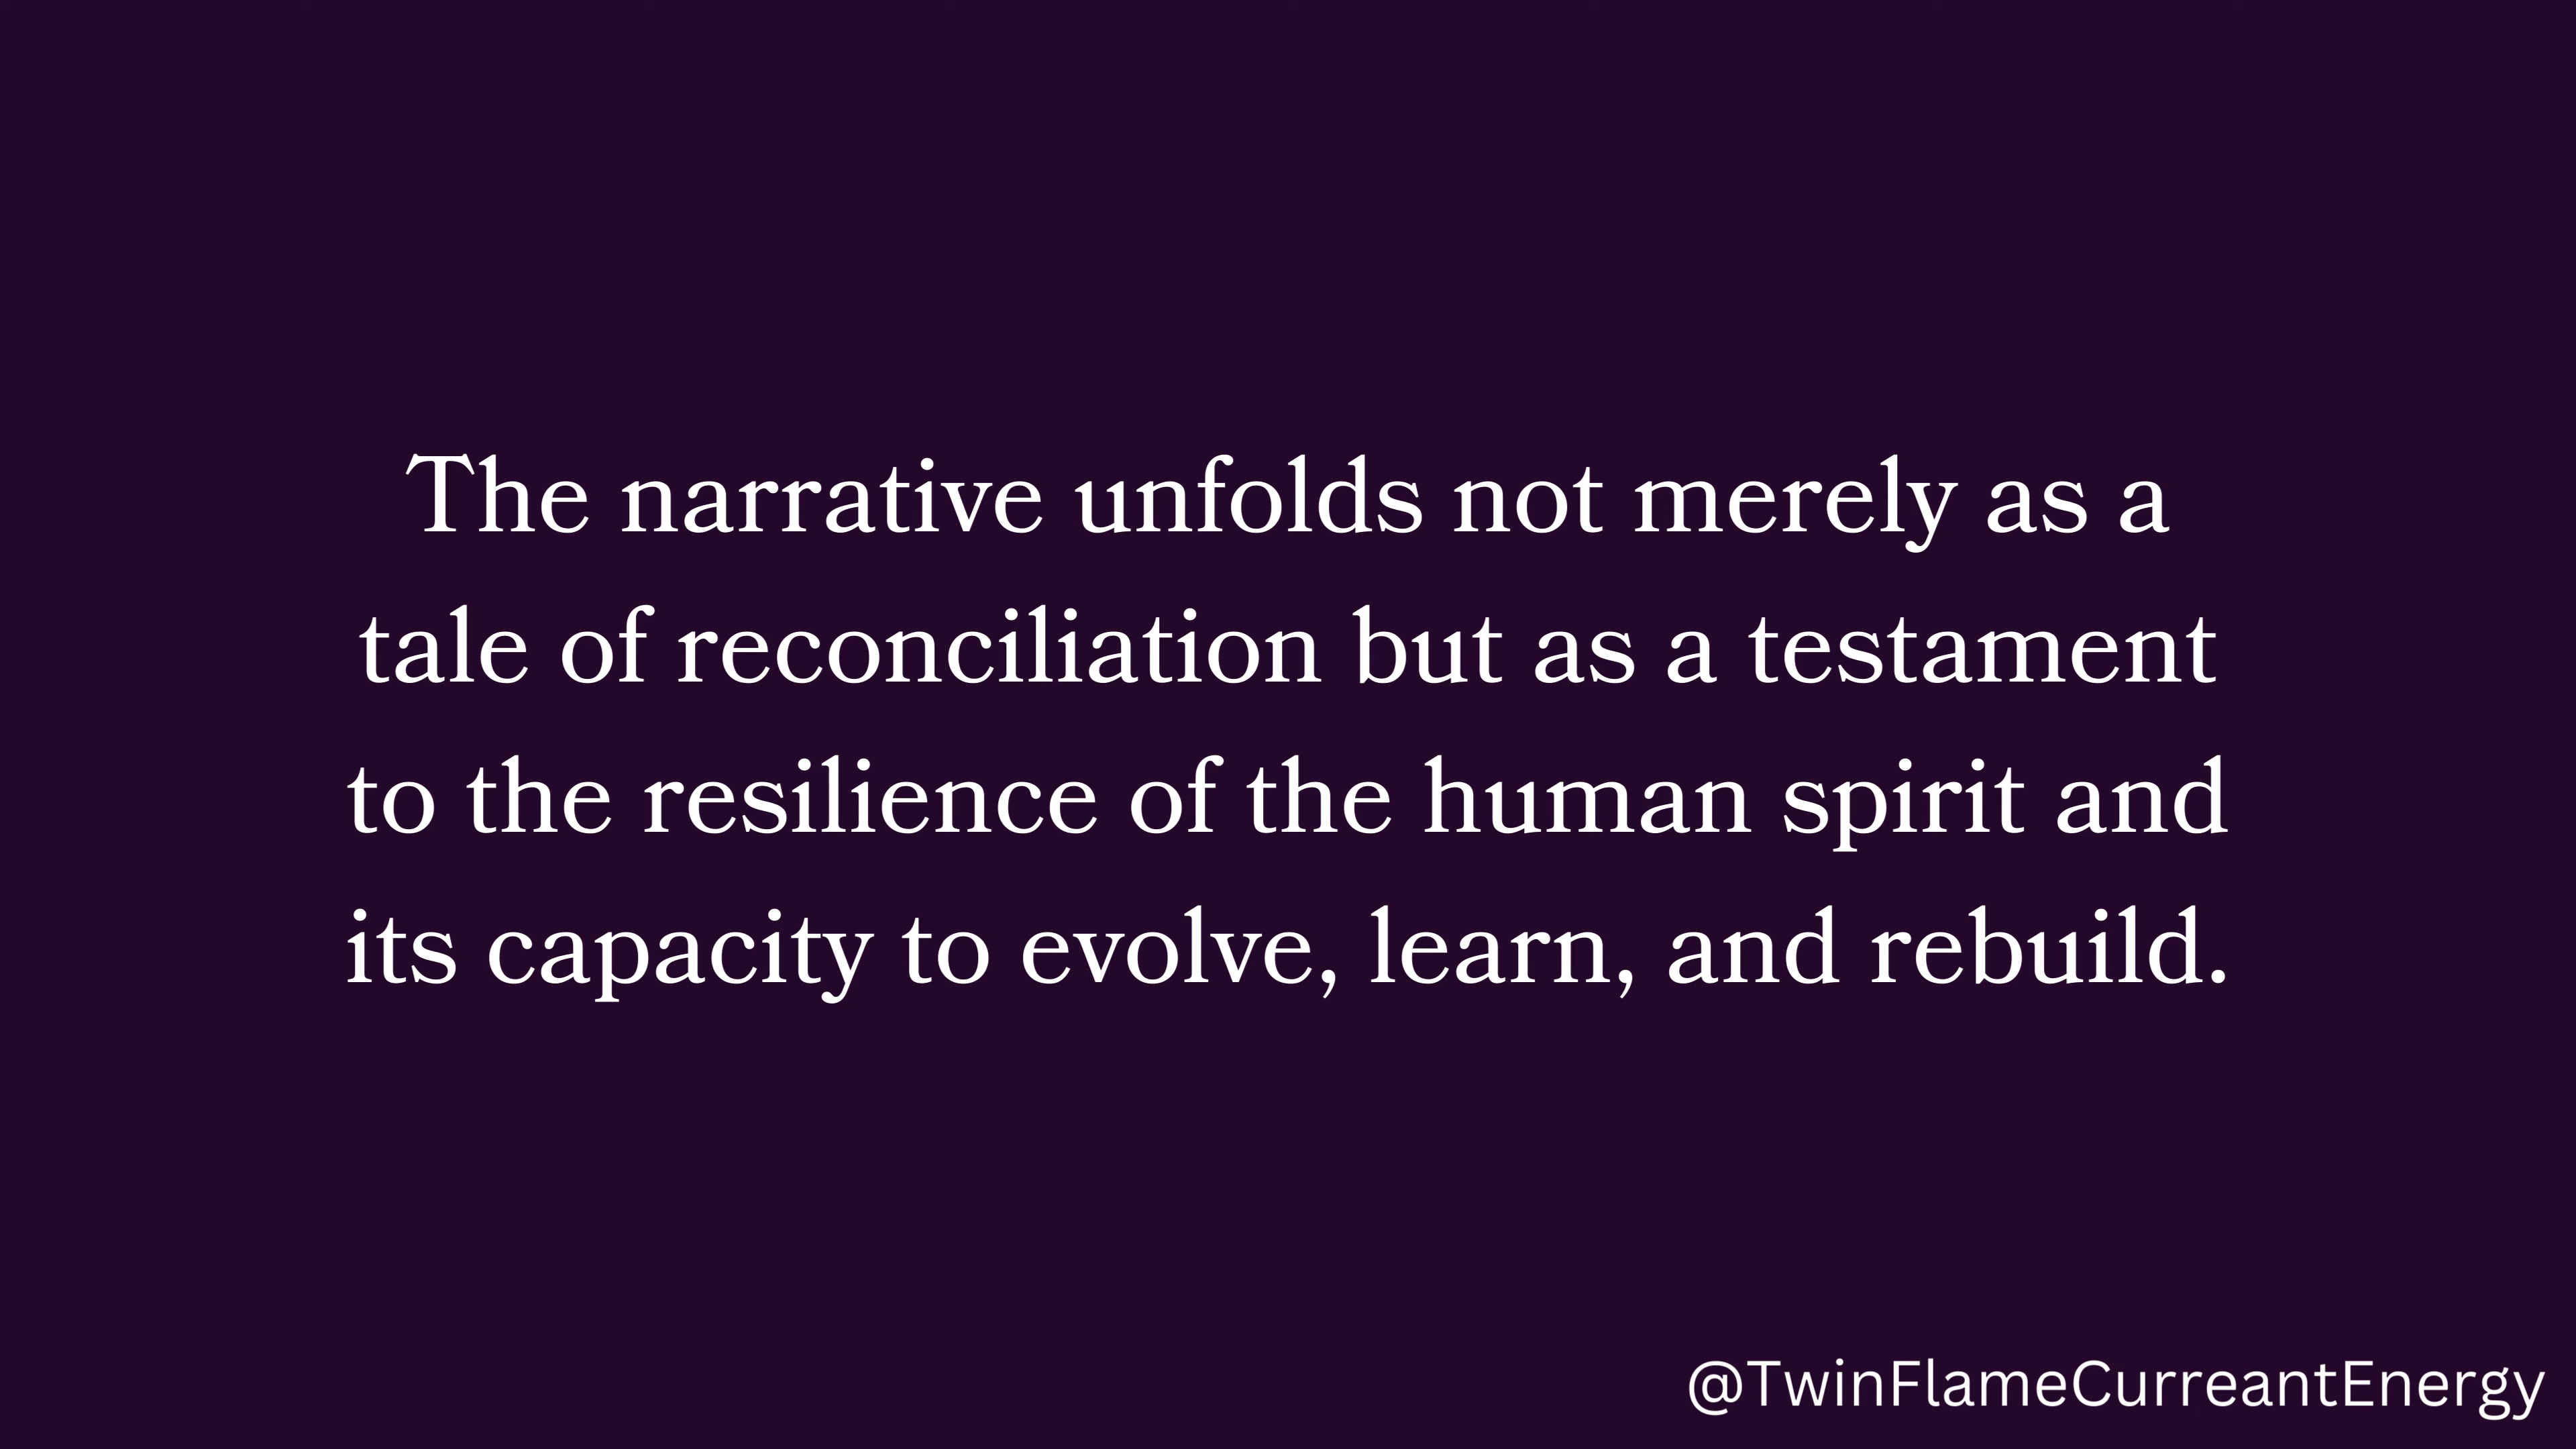 The narrative unfolds not merely as a
tale of reconciliation but as a testament
to the resilience of the human spirit and
its capacity to evolve, learn, and rebuild.
@TwinFlameCurreantEnergy